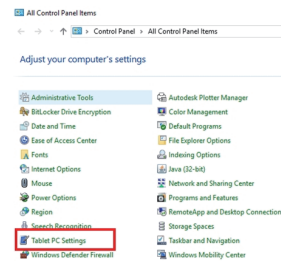 All Control Panel Items
Control Panel > All Control Panel Items
Adjust your computer's settings
Administrative Tools
Autodesk Plotter Manager
BitLocker Drive Encryption
Color Management
Date and Time
Default Programs
Ease of Access Center
File Explorer Options
Fonts
Indexing Options
Internet Options
Java (32-bit)
Mouse
Network and Sharing Center
Power Options
Programs and Features
Region
RemoteApp and Desktop Connection
Speech Recognition
Storage Spaces
Tablet PC Settings
Taskbar and Navigation
Windows Defender Firewall
Windows Mobility Center